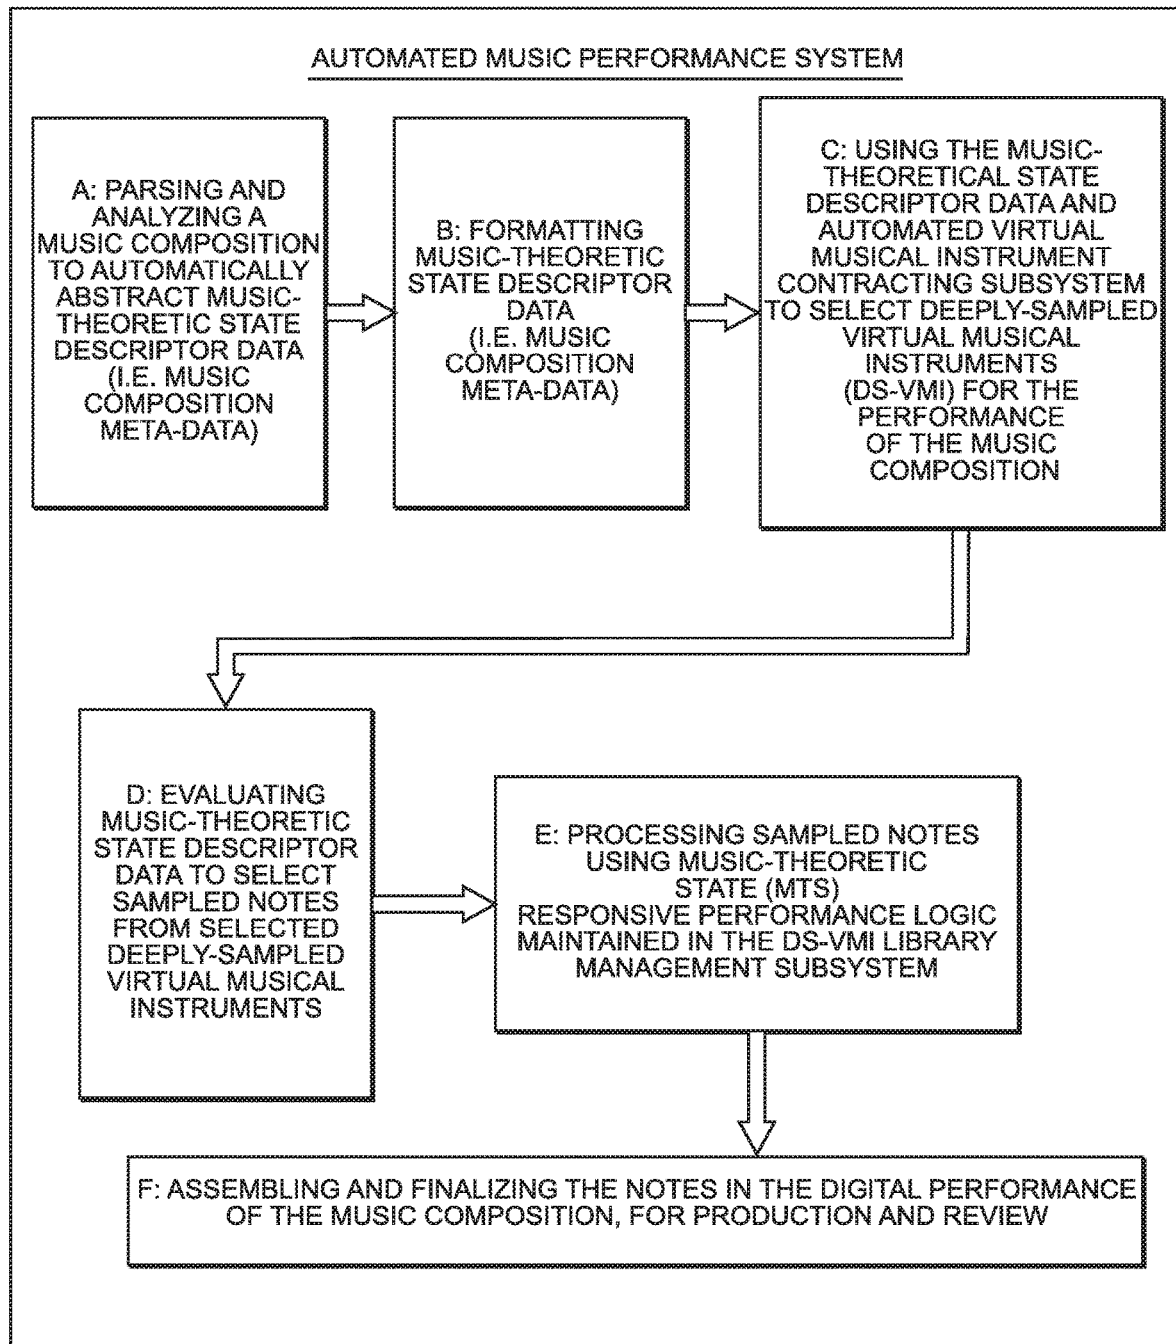 AUTOMATED MUSIC PERFORMANCE SYSTEM
A: PARSING AND
ANALYZING A
MUSIC COMPOSITION
TO AUTOMATICALLY
ABSTRACT MUSIC-
THEORETIC STATE
DESCRIPTOR DATA
(I.E. MUSIC
COMPOSITION
META-DATA)
B: FORMATTING
MUSIC-THEORETIC
STATE DESCRIPTOR
DATA
(I.E. MUSIC
COMPOSITION
META-DATA)
C: USING THE MUSIC-
THEORETICAL STATE
DESCRIPTOR DATA AND
AUTOMATED VIRTUAL
MUSICAL INSTRUMENT
CONTRACTING SUBSYSTEM
TO SELECT DEEPLY-SAMPLED
VIRTUAL MUSICAL
INSTRUMENTS
(DS-VMI) FOR THE
PERFORMANCE
OF THE MUSIC
COMPOSITION
D: EVALUATING
MUSIC-THEORETIC
STATE DESCRIPTOR
DATA TO SELECT
SAMPLED NOTES
FROM SELECTED
DEEPLY-SAMPLED
VIRTUAL MUSICAL
INSTRUMENTS
E: PROCESSING SAMPLED NOTES
USING MUSIC-THEORETIC
STATE (MTS)
RESPONSIVE PERFORMANCE LOGIC
MAINTAINED IN THE DS-VMI LIBRARY
MANAGEMENT SUBSYSTEM
F: ASSEMBLING AND FINALIZING THE NOTES IN THE DIGITAL PERFORMANCE
OF THE MUSIC COMPOSITION, FOR PRODUCTION AND REVIEW